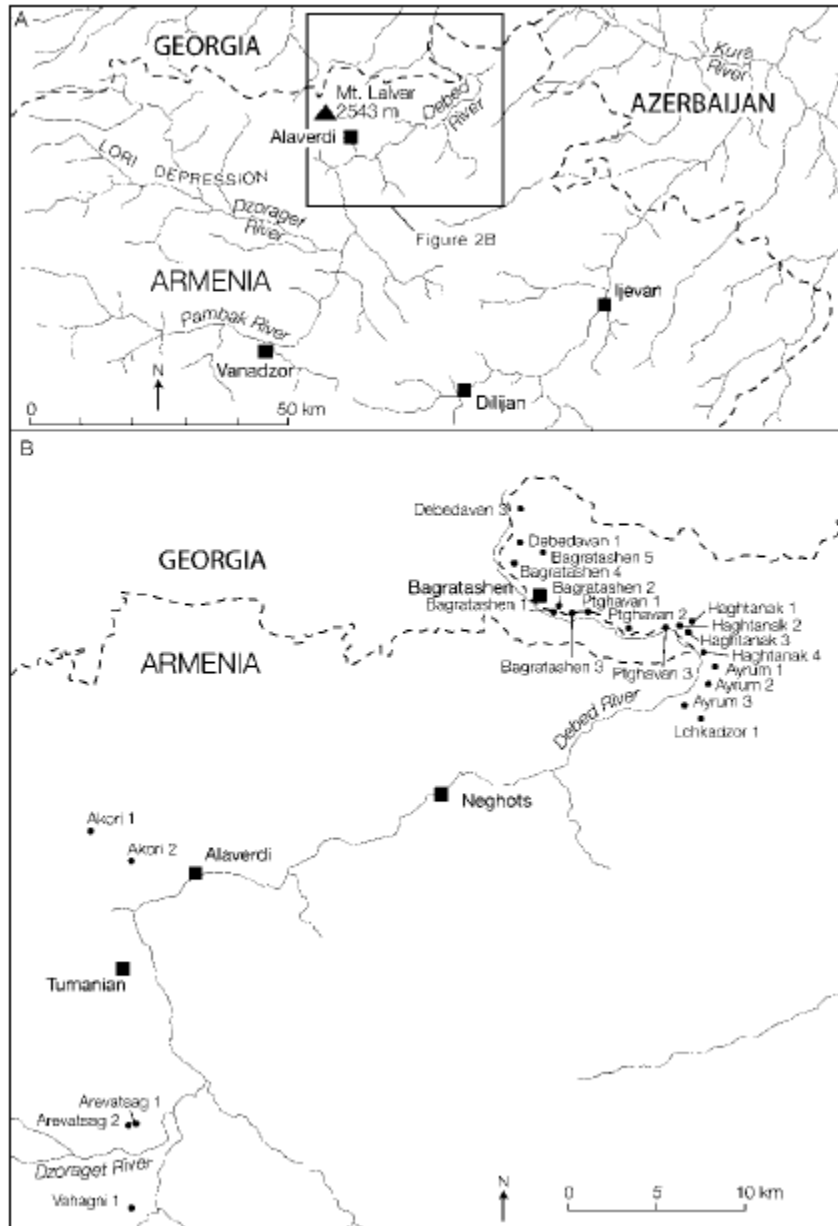 A
GEORGIA
Mt. Lalvar
2543 m
Debed
River
Kura
River
AZERBAIJAN
Alaverdi
LORI DEPRESSION
Dzoraget
River
Figure 2B
ARMENIA
Ijevan
Pambak River
Vanadzor
N
Dilijan
0 50 km
B
Debedavan 3
GEORGIA
Debedavan 1
Bagratashen 5
Bagratashen 4
Bagratashen
Bagratashen 2
Bagratashen 1
Ptghavan 1
Ptghavan 2
Haghtanak 1
Haghtanak 2
Haghtanak 3
Haghtanak 4
ARMENIA
Bagratashen 3
Ptghavan 3
Ayrum 1
Ayrum 2
Ayrum 3
Lchkadzor 1
Debed River
Neghots
Akori 1
Akori 2
Alaverdi
Tumanian
Arevatsag 1
Arevatsag 2
Dzoraget River
Vahagni 1
N
0 5 10 km